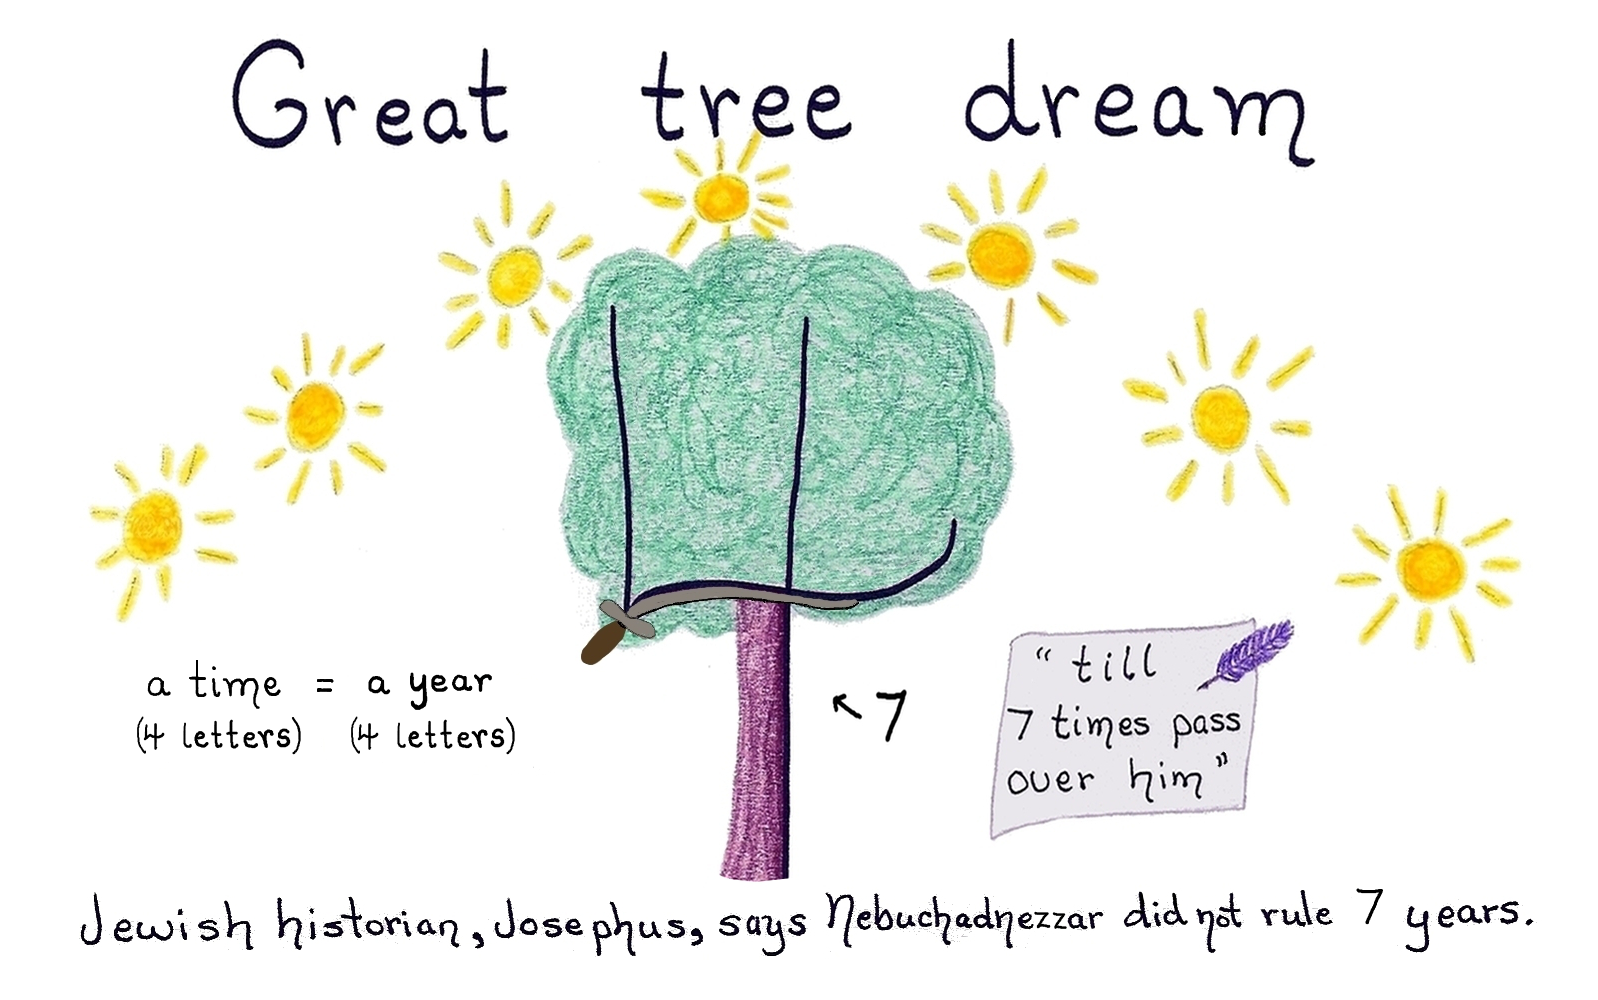 Great tree dream
a time = a year
(4 letters) (4 letters)
7
"till
7 times pass
over him"
Jewish historian, Josephus, says Nebuchadnezzar did not rule 7 years.